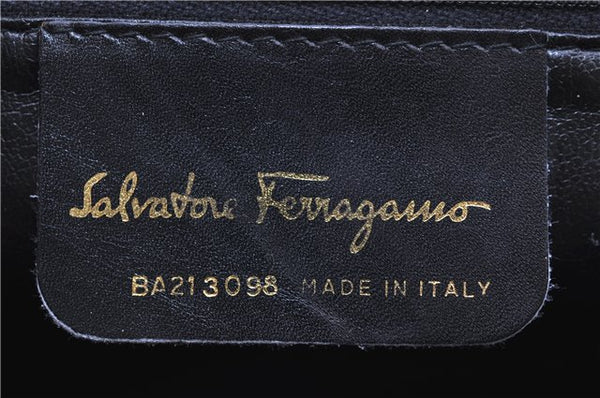 Salvatore Ferragamo
BA213098 MADE IN ITALY